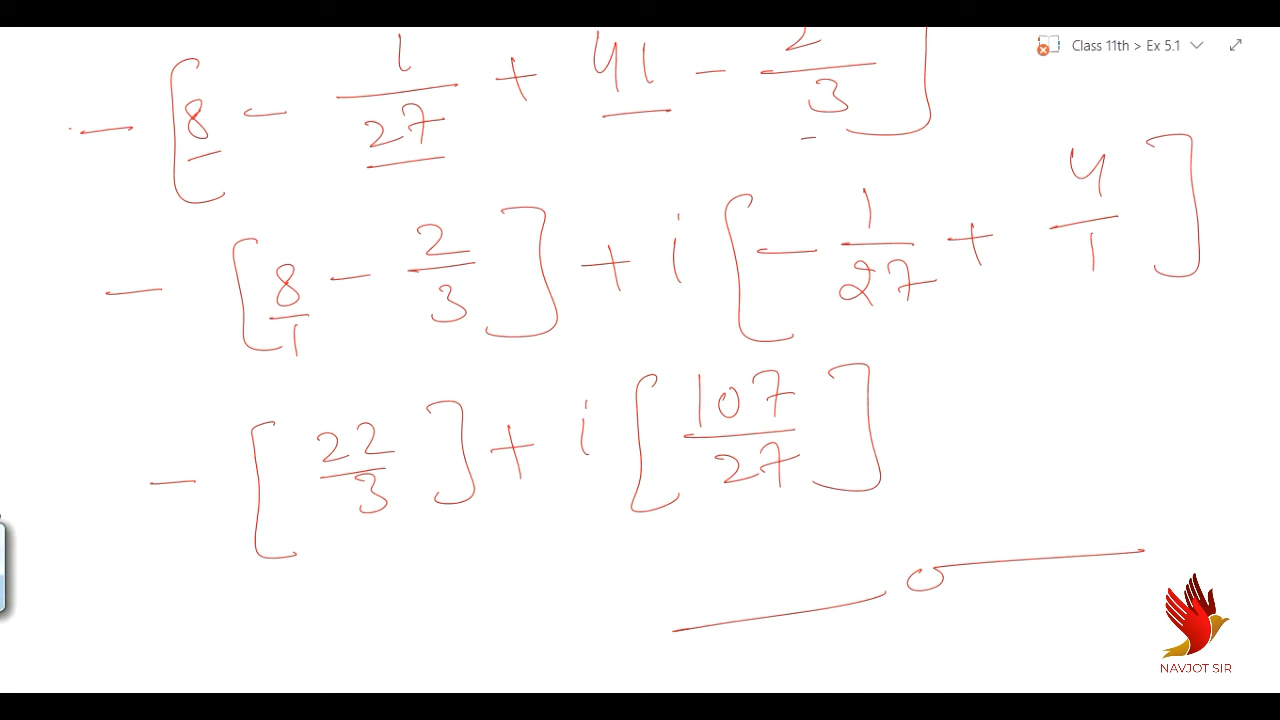 Class 11th > Ex 5.1
- [8 - 1/27 + 4i - 2/3]
- [8/1 - 2/3] + i [- 1/27 + 4/1]
- [22/3] + i [107/27]
NAVJOT SIR